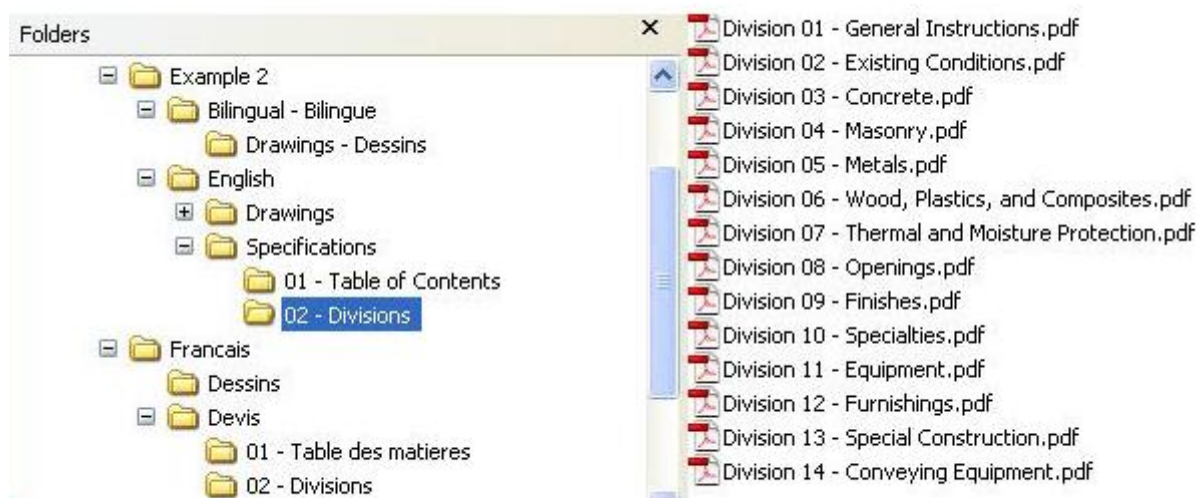 Folders
Example 2
Bilingual - Bilingue
Drawings - Dessins
English
Drawings
Specifications
01 - Table of Contents
02 - Divisions
Francais
Dessins
Devis
01 - Table des matieres
02 - Divisions
Division 01 - General Instructions.pdf
Division 02 - Existing Conditions.pdf
Division 03 - Concrete.pdf
Division 04 - Masonry.pdf
Division 05 - Metals.pdf
Division 06 - Wood, Plastics, and Composites.pdf
Division 07 - Thermal and Moisture Protection.pdf
Division 08 - Openings.pdf
Division 09 - Finishes.pdf
Division 10 - Specialties.pdf
Division 11 - Equipment.pdf
Division 12 - Furnishings.pdf
Division 13 - Special Construction.pdf
Division 14 - Conveying Equipment.pdf